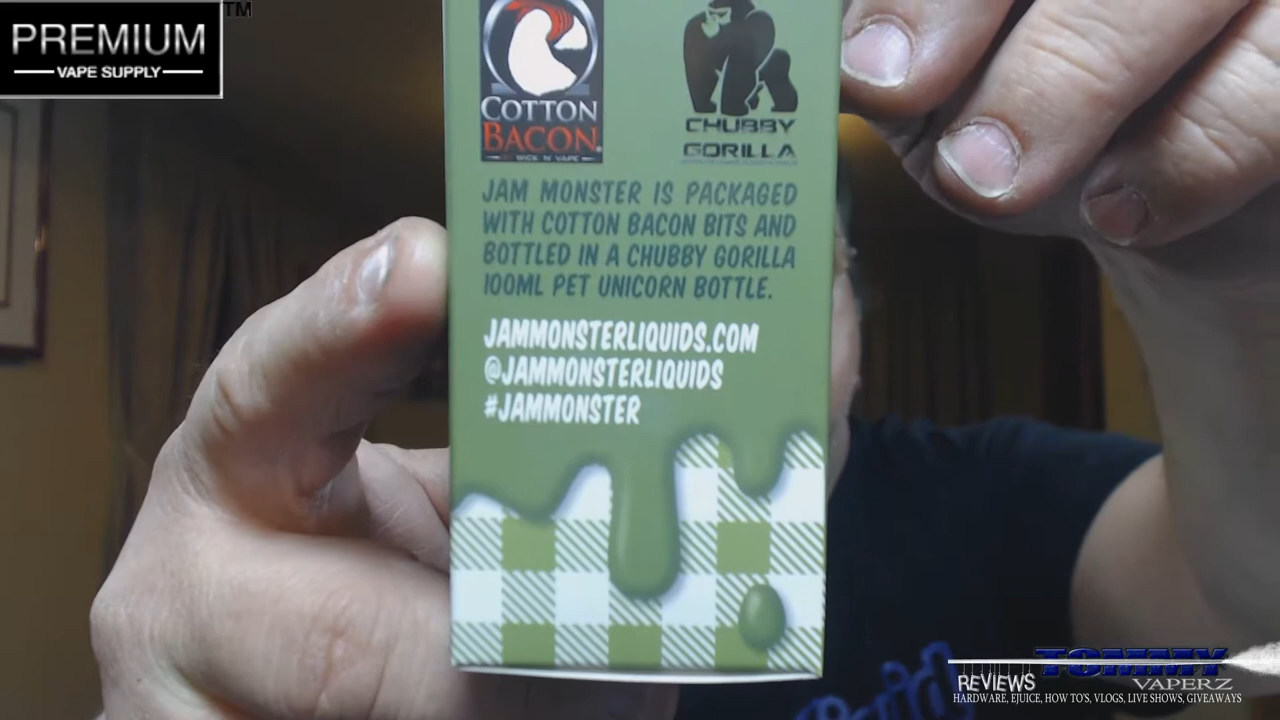 PREMIUM
VAPE SUPPLY
TM
COTTON
BACON
WICK 'N' VAPE
CHUBBY
GORILLA
JAM MONSTER IS PACKAGED
WITH COTTON BACON BITS AND
BOTTLED IN A CHUBBY GORILLA
100ML PET UNICORN BOTTLE.
JAMMONSTERLIQUIDS.COM
@JAMMONSTERLIQUIDS
#JAMMONSTER
TOMMY
REVIEWS VAPERZ
HARDWARE, EJUICE, HOW TO'S, VLOGS, LIVE SHOWS, GIVEAWAYS